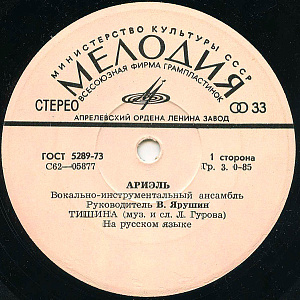 МИНИСТЕРСТВО КУЛЬТУРЫ СССР
МЕЛОДИЯ
ВСЕСОЮЗНАЯ ФИРМА ГРАМПЛАСТИНОК
СТЕРЕО
33
АПРЕЛЕВСКИЙ ОРДЕНА ЛЕНИНА ЗАВОД
ГОСТ 5289-73
1 сторона
С62—05877
Гр. 3. 0-85
АРИЭЛЬ
Вокально-инструментальный ансамбль
Руководитель В. Ярушин
ТИШИНА (муз. и сл. Л. Гурова)
На русском языке